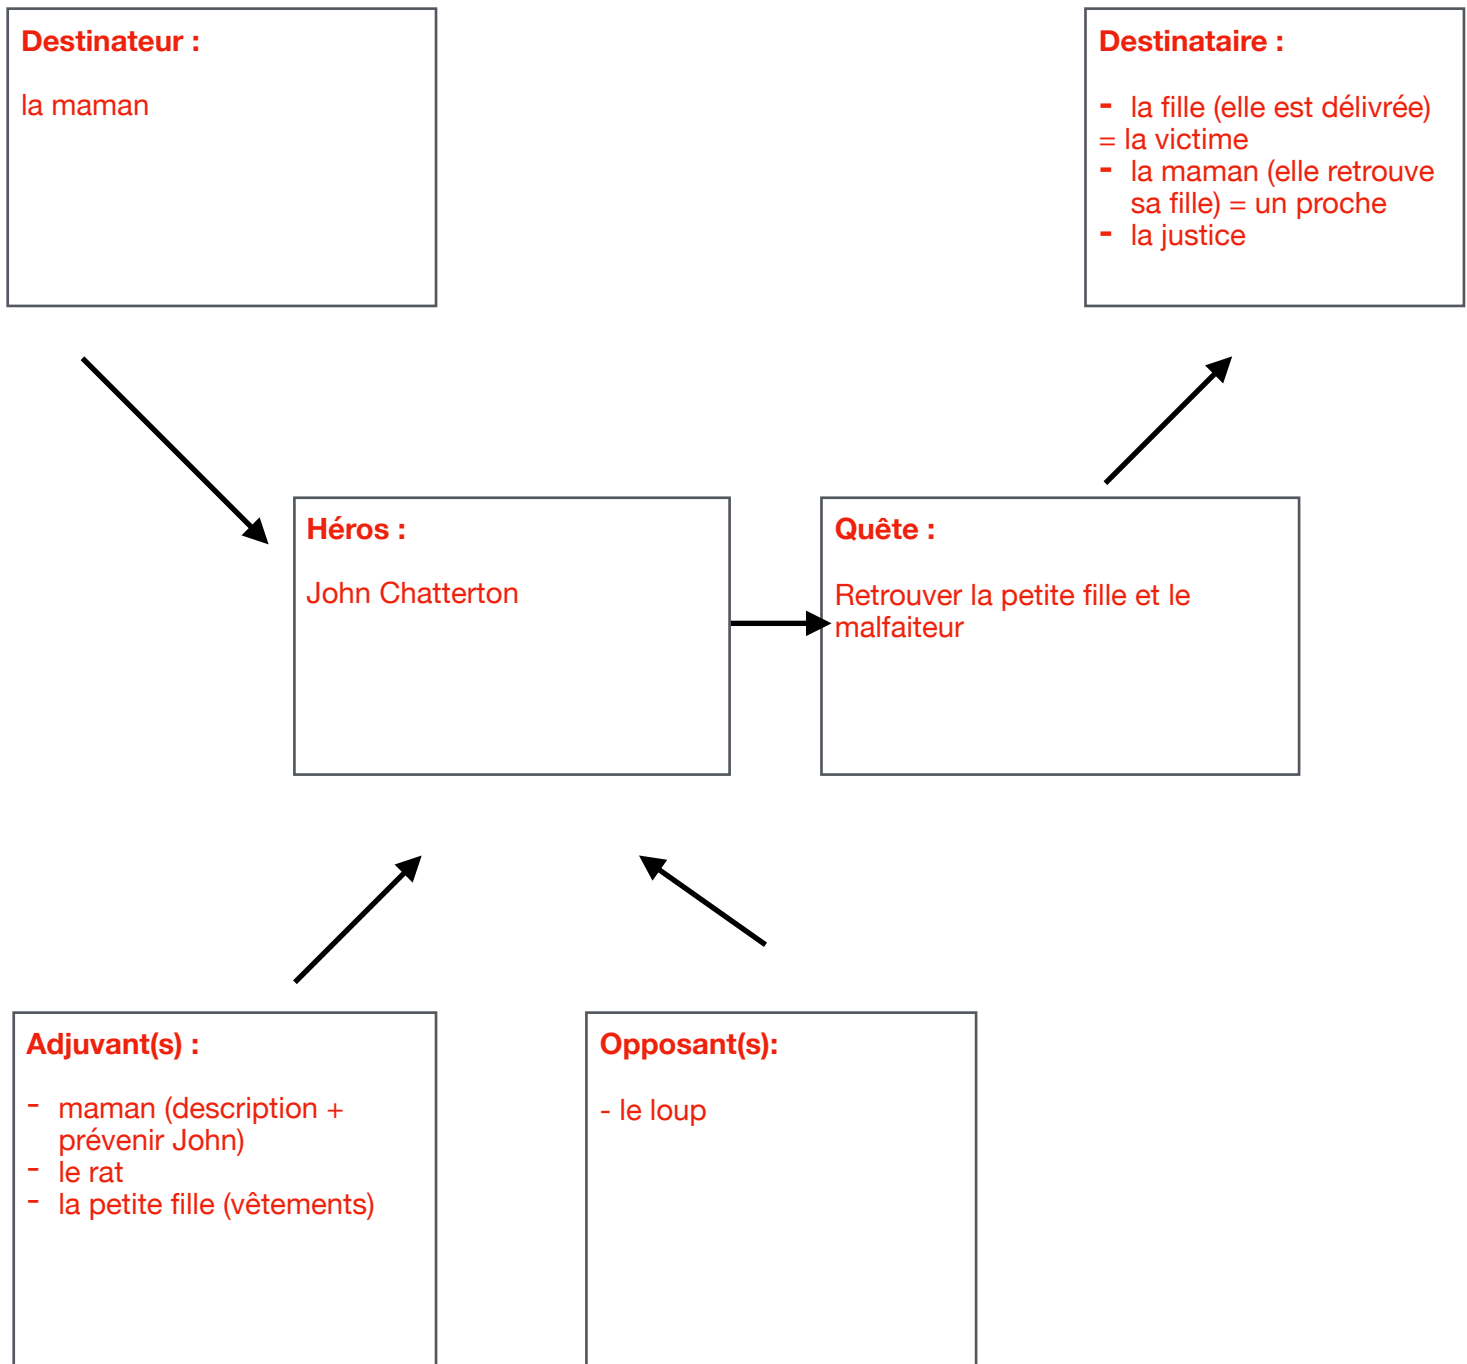 Destinateur :
la maman
Destinataire :
- la fille (elle est délivrée)
= la victime
- la maman (elle retrouve
sa fille) = un proche
- la justice
Héros :
John Chatterton
Quête :
Retrouver la petite fille et le
malfaiteur
Adjuvant(s) :
- maman (description +
prévenir John)
- le rat
- la petite fille (vêtements)
Opposant(s):
- le loup